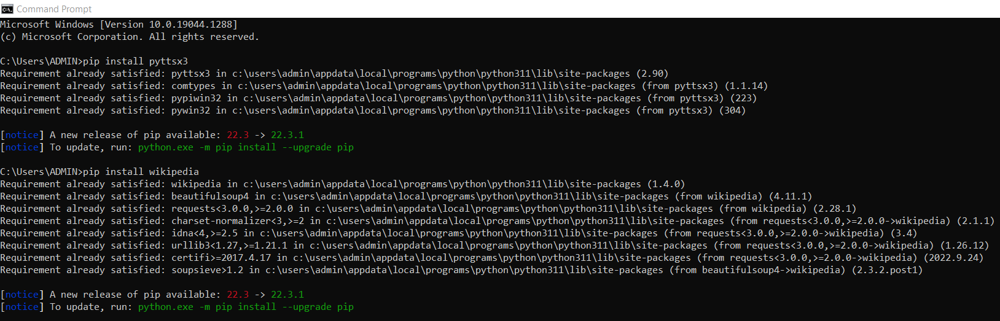 Command Prompt
Microsoft Windows [Version 10.0.19044.1288]
(c) Microsoft Corporation. All rights reserved.
C:\Users\ADMIN>pip install pyttsx3
Requirement already satisfied: pyttsx3 in c:\users\admin\appdata\local\programs\python\python311\lib\site-packages (2.90)
Requirement already satisfied: comtypes in c:\users\admin\appdata\local\programs\python\python311\lib\site-packages (from pyttsx3) (1.1.14)
Requirement already satisfied: pypiwin32 in c:\users\admin\appdata\local\programs\python\python311\lib\site-packages (from pyttsx3) (223)
Requirement already satisfied: pywin32 in c:\users\admin\appdata\local\programs\python\python311\lib\site-packages (from pyttsx3) (304)
[notice] A new release of pip available: 22.3 -> 22.3.1
[notice] To update, run: python.exe -m pip install --upgrade pip
C:\Users\ADMIN>pip install wikipedia
Requirement already satisfied: wikipedia in c:\users\admin\appdata\local\programs\python\python311\lib\site-packages (1.4.0)
Requirement already satisfied: beautifulsoup4 in c:\users\admin\appdata\local\programs\python\python311\lib\site-packages (from wikipedia) (4.11.1)
Requirement already satisfied: requests<3.0.0,>=2.0.0 in c:\users\admin\appdata\local\programs\python\python311\lib\site-packages (from wikipedia) (2.28.1)
Requirement already satisfied: charset-normalizer<3,>=2 in c:\users\admin\appdata\local\programs\python\python311\lib\site-packages (from requests<3.0.0,>=2.0.0->wikipedia) (2.1.1)
Requirement already satisfied: idna<4,>=2.5 in c:\users\admin\appdata\local\programs\python\python311\lib\site-packages (from requests<3.0.0,>=2.0.0->wikipedia) (3.4)
Requirement already satisfied: urllib3<1.27,>=1.21.1 in c:\users\admin\appdata\local\programs\python\python311\lib\site-packages (from requests<3.0.0,>=2.0.0->wikipedia) (1.26.12)
Requirement already satisfied: certifi>=2017.4.17 in c:\users\admin\appdata\local\programs\python\python311\lib\site-packages (from requests<3.0.0,>=2.0.0->wikipedia) (2022.9.24)
Requirement already satisfied: soupsieve>1.2 in c:\users\admin\appdata\local\programs\python\python311\lib\site-packages (from beautifulsoup4->wikipedia) (2.3.2.post1)
[notice] A new release of pip available: 22.3 -> 22.3.1
[notice] To update, run: python.exe -m pip install --upgrade pip